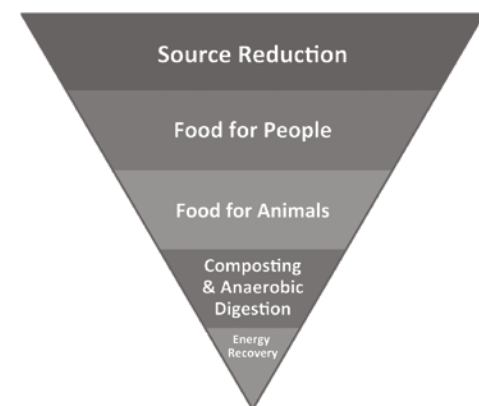 Source Reduction
Food for People
Food for Animals
Composting
& Anaerobic
Digestion
Energy
Recovery